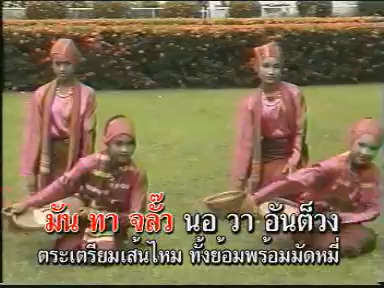 มัน ทา จลั๊ว นอ วา อันต็วง
ตระเตรียมเส้นไหม ทั้งย้อมพร้อมมัดหมี่